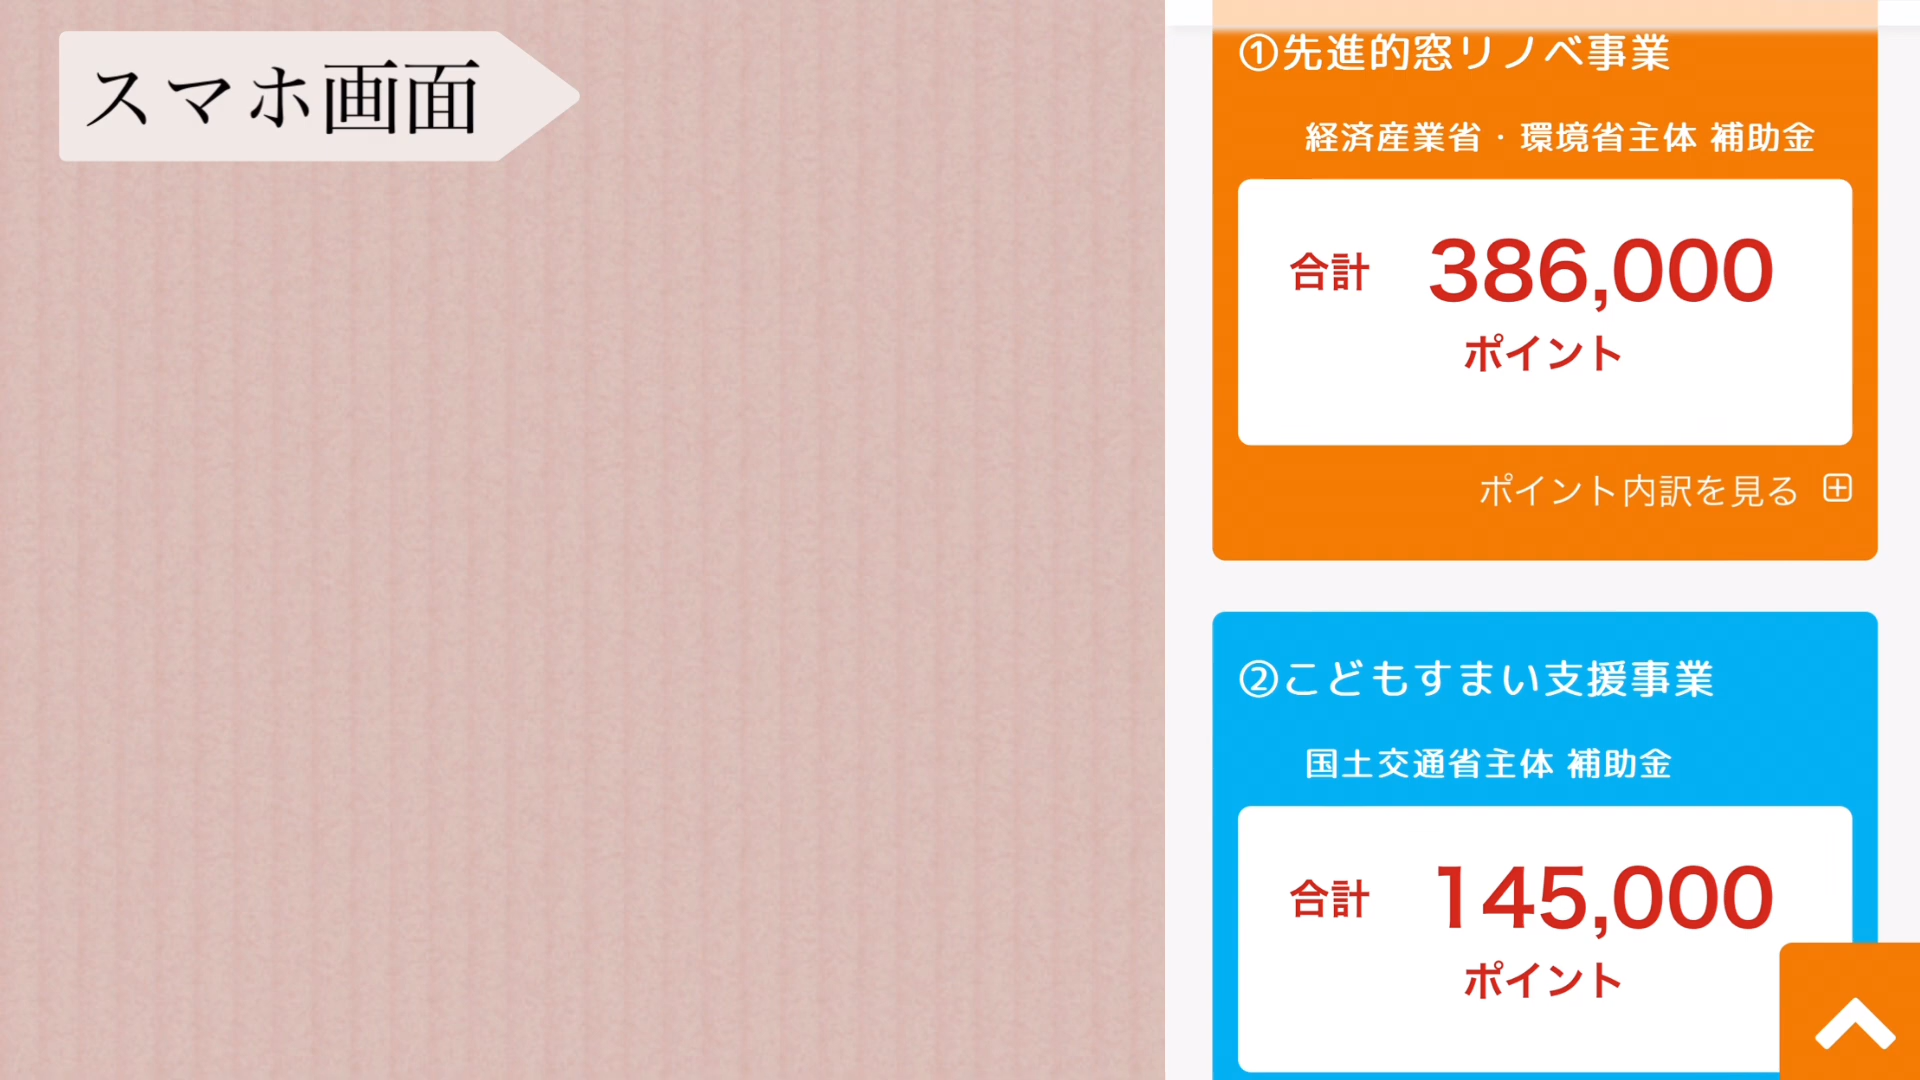 スマホ画面
①先進的窓リノベ事業
経済産業省・環境省主体 補助金
合計 386,000
ポイント
ポイント内訳を見る
②こどもすまい支援事業
国土交通省主体 補助金
合計 145,000
ポイント